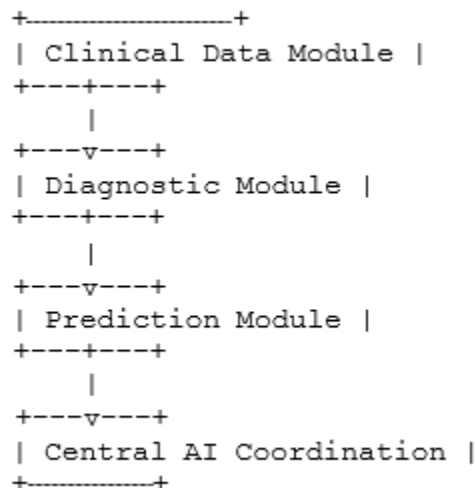 +———————————+
| Clinical Data Module |
+---+---+
|
+---v---+
| Diagnostic Module |
+---+---+
|
+---v---+
| Prediction Module |
+---+---+
|
+---v---+
| Central AI Coordination |
+———————+